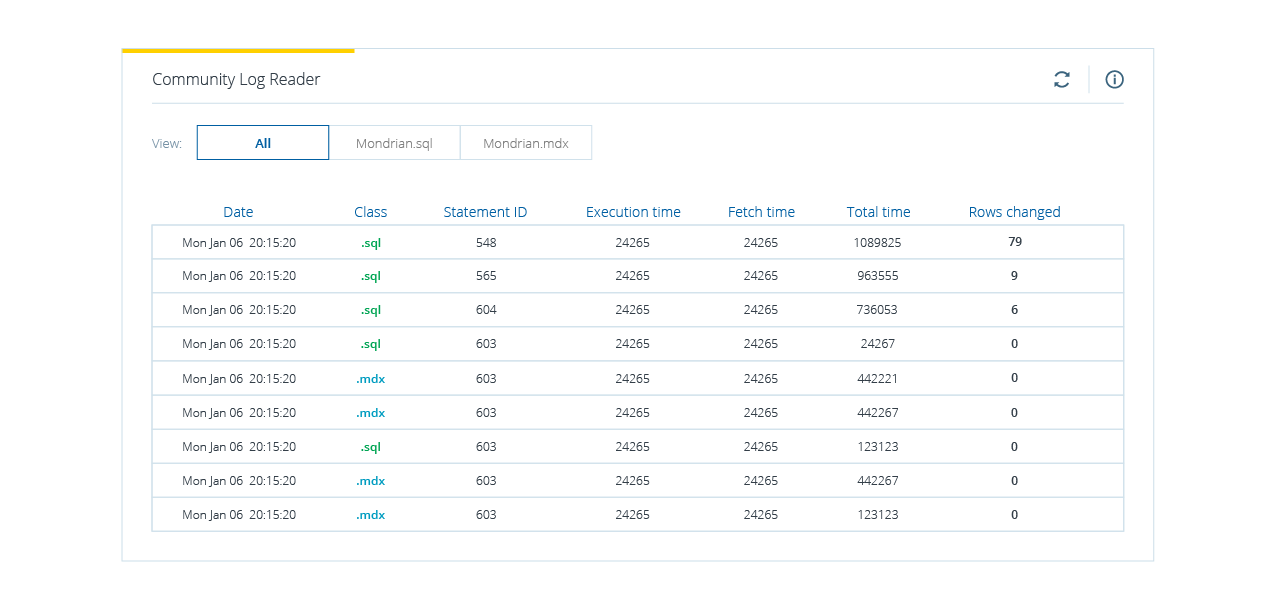 Community Log Reader
View: All Mondrian.sql Mondrian.mdx
Date Class Statement ID Execution time Fetch time Total time Rows changed
Mon Jan 06 20:15:20 .sql 548 24265 24265 1089825 79
Mon Jan 06 20:15:20 .sql 565 24265 24265 963555 9
Mon Jan 06 20:15:20 .sql 604 24265 24265 736053 6
Mon Jan 06 20:15:20 .sql 603 24265 24265 24267 0
Mon Jan 06 20:15:20 .mdx 603 24265 24265 442221 0
Mon Jan 06 20:15:20 .mdx 603 24265 24265 442267 0
Mon Jan 06 20:15:20 .sql 603 24265 24265 123123 0
Mon Jan 06 20:15:20 .mdx 603 24265 24265 442267 0
Mon Jan 06 20:15:20 .mdx 603 24265 24265 123123 0